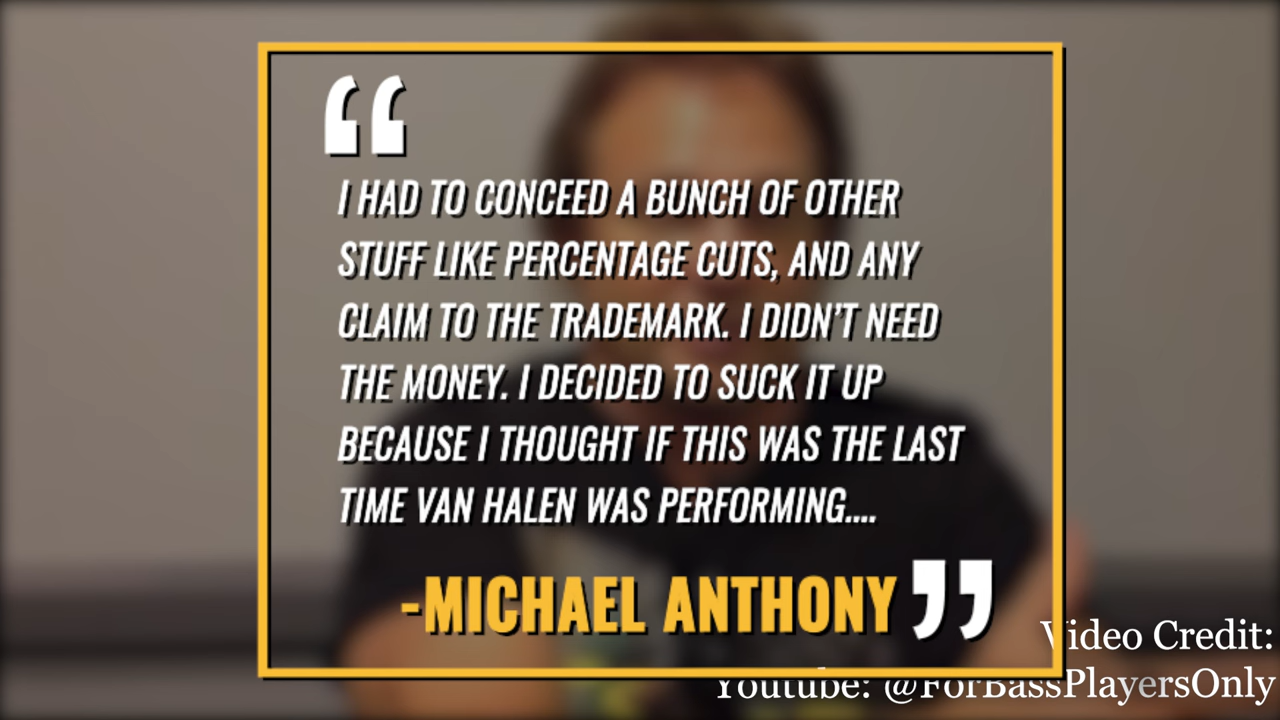 “
I HAD TO CONCEED A BUNCH OF OTHER
STUFF LIKE PERCENTAGE CUTS, AND ANY
CLAIM TO THE TRADEMARK. I DIDN’T NEED
THE MONEY. I DECIDED TO SUCK IT UP
BECAUSE I THOUGHT IF THIS WAS THE LAST
TIME VAN HALEN WAS PERFORMING....
-MICHAEL ANTHONY ”
Video Credit:
Youtube: @ForBassPlayersOnly